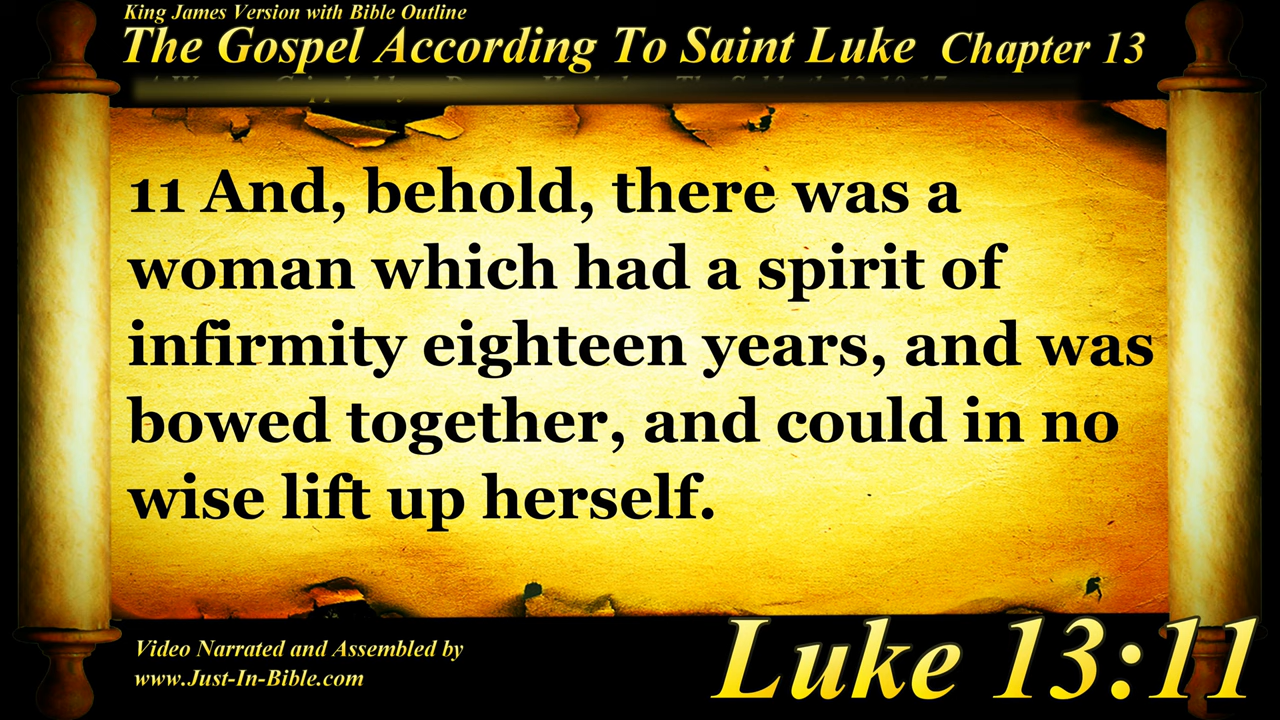 King James Version with Bible Outline
The Gospel According To Saint Luke Chapter 13
11 And, behold, there was a
woman which had a spirit of
infirmity eighteen years, and was
bowed together, and could in no
wise lift up herself.
Video Narrated and Assembled by
www.Just-In-Bible.com
Luke 13:11